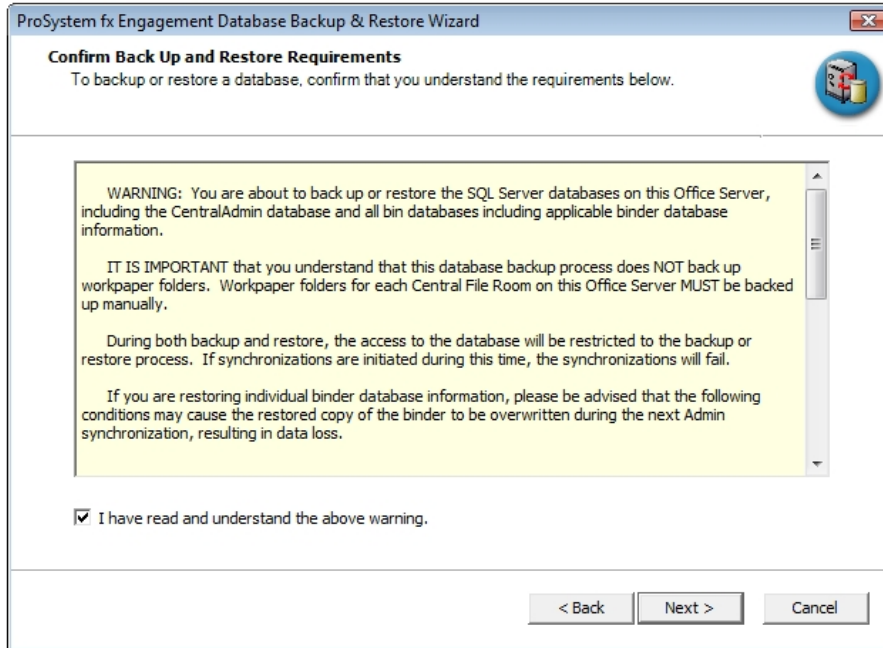 ProSystem fx Engagement Database Backup & Restore Wizard
Confirm Back Up and Restore Requirements
To backup or restore a database, confirm that you understand the requirements below.
WARNING: You are about to back up or restore the SQL Server databases on this Office Server,
including the CentralAdmin database and all bin databases including applicable binder database
information.
IT IS IMPORTANT that you understand that this database backup process does NOT back up
workpaper folders. Workpaper folders for each Central File Room on this Office Server MUST be backed
up manually.
During both backup and restore, the access to the database will be restricted to the backup or
restore process. If synchronizations are initiated during this time, the synchronizations will fail.
If you are restoring individual binder database information, please be advised that the following
conditions may cause the restored copy of the binder to be overwritten during the next Admin
synchronization, resulting in data loss.
I have read and understand the above warning.
< Back Next > Cancel